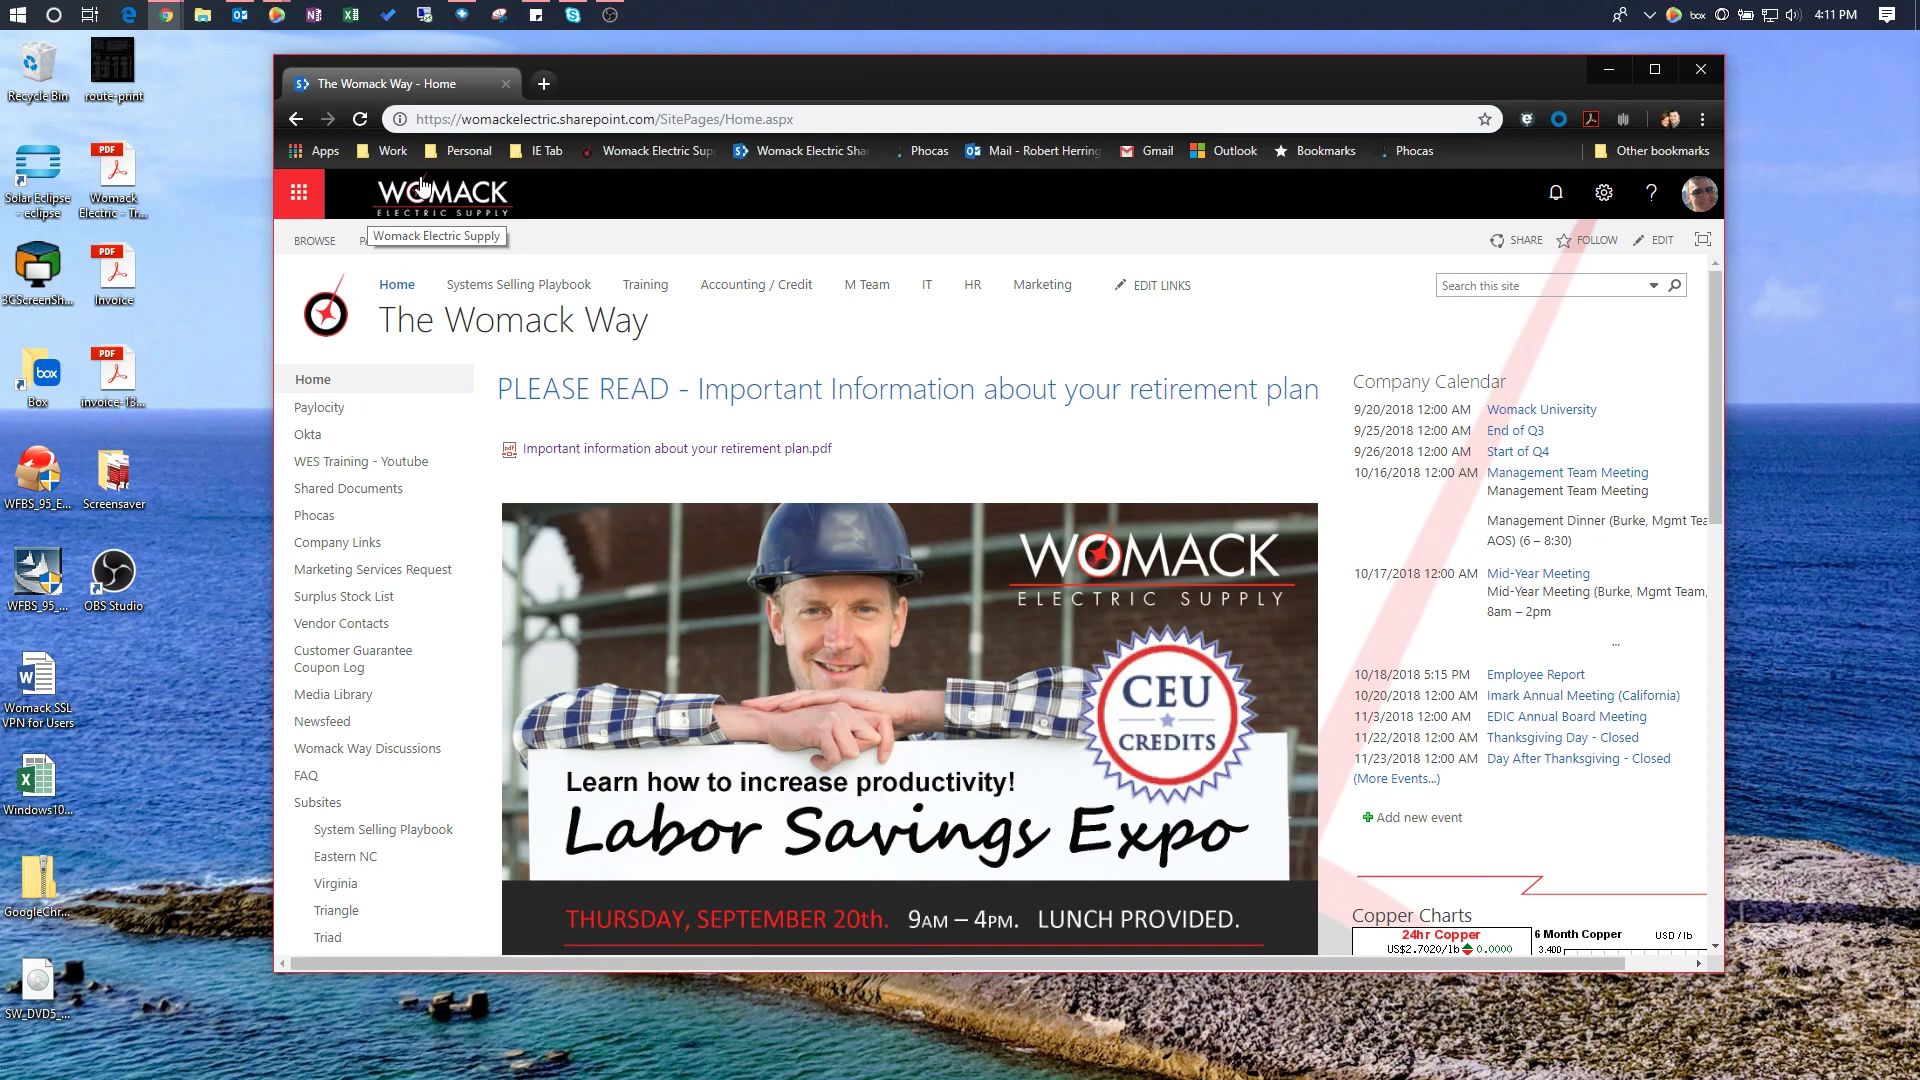 4:11 PM
box
Recycle Bin
route-print
Solar Eclipse
- eclipse
PDF
Womack
Electric - Tr...
3CScreenSh...
PDF
Invoice
box
Box
PDF
invoice-13...
WFBS_95_E...
Screensaver
WFBS_95_...
OBS Studio
Womack SSL
VPN for Users
Windows10...
GoogleChr...
SW_DVD5_...
The Womack Way - Home
https://womackelectric.sharepoint.com/SitePages/Home.aspx
Apps
Work
Personal
IE Tab
Womack Electric Sup
Womack Electric Sha
Phocas
Mail - Robert Herring
Gmail
Outlook
Bookmarks
Phocas
Other bookmarks
WOMACK
ELECTRIC SUPPLY
Womack Electric Supply
BROWSE
SHARE
FOLLOW
EDIT
Home
Systems Selling Playbook
Training
Accounting / Credit
M Team
IT
HR
Marketing
EDIT LINKS
Search this site
The Womack Way
Home
Paylocity
Okta
WES Training - Youtube
Shared Documents
Phocas
Company Links
Marketing Services Request
Surplus Stock List
Vendor Contacts
Customer Guarantee
Coupon Log
Media Library
Newsfeed
Womack Way Discussions
FAQ
Subsites
System Selling Playbook
Eastern NC
Virginia
Triangle
Triad
PLEASE READ - Important Information about your retirement plan
Important information about your retirement plan.pdf
WOMACK
ELECTRIC SUPPLY
CEU
CREDITS
Learn how to increase productivity!
Labor Savings Expo
THURSDAY, SEPTEMBER 20th. 9AM – 4PM. LUNCH PROVIDED.
Company Calendar
9/20/2018 12:00 AM Womack University
9/25/2018 12:00 AM End of Q3
9/26/2018 12:00 AM Start of Q4
10/16/2018 12:00 AM Management Team Meeting
Management Team Meeting
Management Dinner (Burke, Mgmt Tea
AOS) (6 – 8:30)
10/17/2018 12:00 AM Mid-Year Meeting
Mid-Year Meeting (Burke, Mgmt Team,
8am – 2pm
...
10/18/2018 5:15 PM Employee Report
10/20/2018 12:00 AM Imark Annual Meeting (California)
11/3/2018 12:00 AM EDIC Annual Board Meeting
11/22/2018 12:00 AM Thanksgiving Day - Closed
11/23/2018 12:00 AM Day After Thanksgiving - Closed
(More Events...)
Add new event
Copper Charts
24hr Copper
US$2.7020/lb 0.0000
6 Month Copper USD / lb
3.400